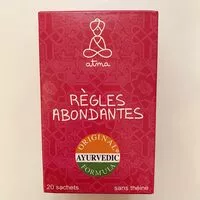 atma
RÈGLES
ABONDANTES
ORIGINAL
AYURVEDIC
FORMULA
20 sachets sans théine